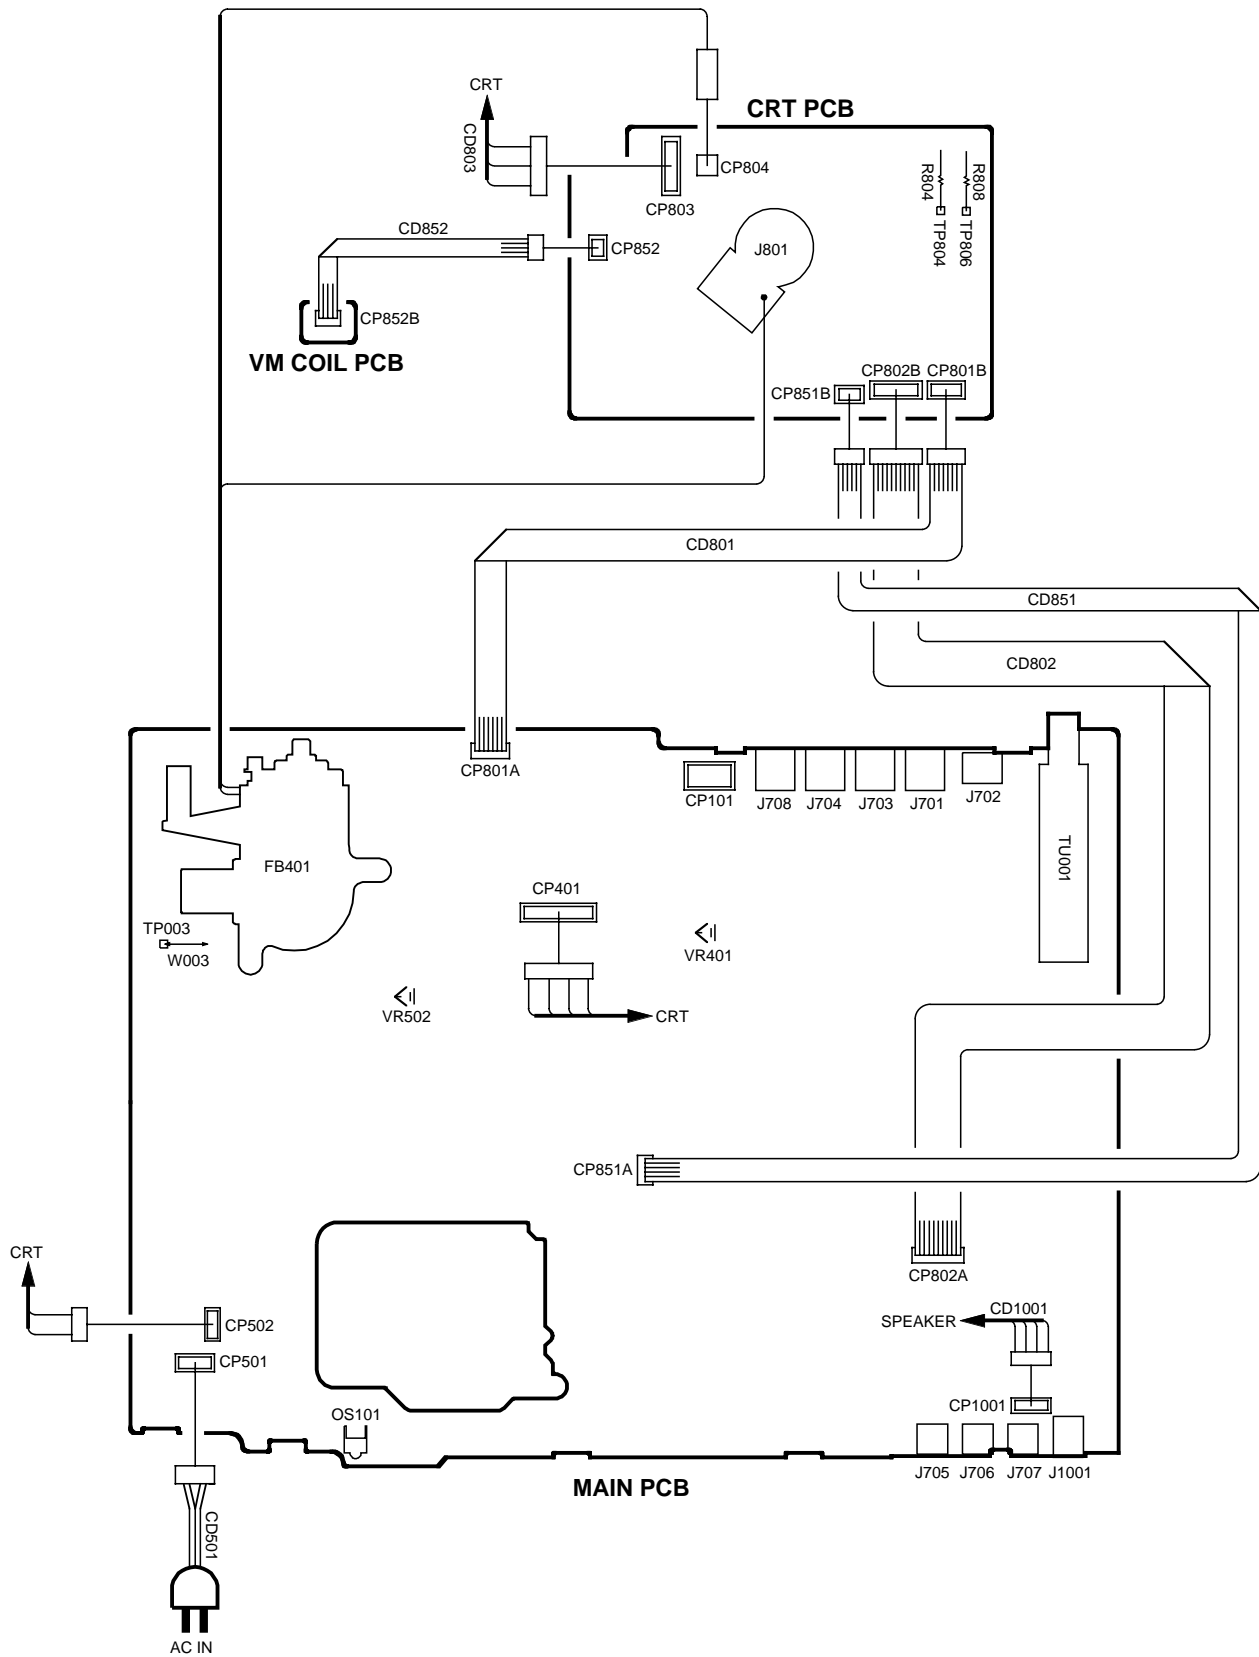 CRT
CRT PCB
CD803
CP804
CP803
R804
R808
TP804
TP806
CD852
CP852
J801
CP852B
VM COIL PCB
CP851B
CP802B
CP801B
CD801
CD851
CD802
CP801A
CP101
J708
J704
J703
J701
J702
TU001
FB401
CP401
TP003
W003
VR401
VR502
CRT
CP851A
CRT
CP802A
CD1001
SPEAKER
CP502
CP501
CP1001
OS101
J705
J706
J707
J1001
MAIN PCB
CD501
AC IN